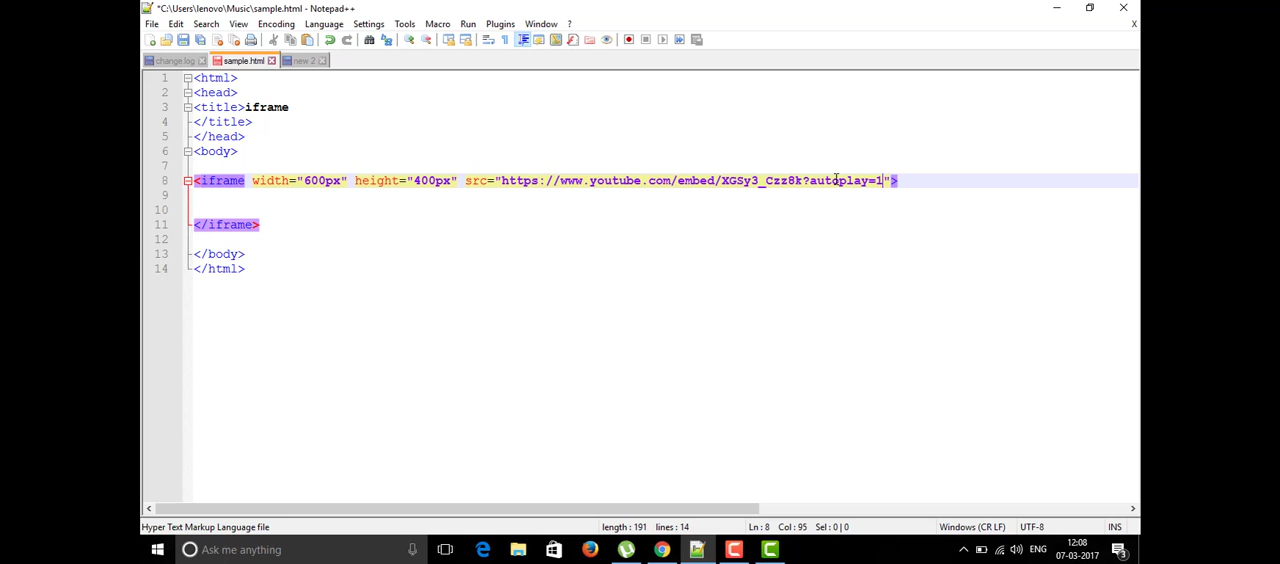 *C:\Users\lenovo\Music\sample.html - Notepad++
File Edit Search View Encoding Language Settings Tools Macro Run Plugins Window ?
X
change.log sample.html new 2
1 <html>
2 <head>
3 <title>iframe
4 </title>
5 </head>
6 <body>
7
8 <iframe width="600px" height="400px" src="https://www.youtube.com/embed/XGSy3_Czz8k?autoplay=1">
9
10
11 </iframe>
12
13 </body>
14 </html>
Hyper Text Markup Language file length : 191 lines : 14 Ln : 8 Col : 95 Sel : 0 | 0 Windows (CR LF) UTF-8 INS
Ask me anything ENG 12:08
07-03-2017 3